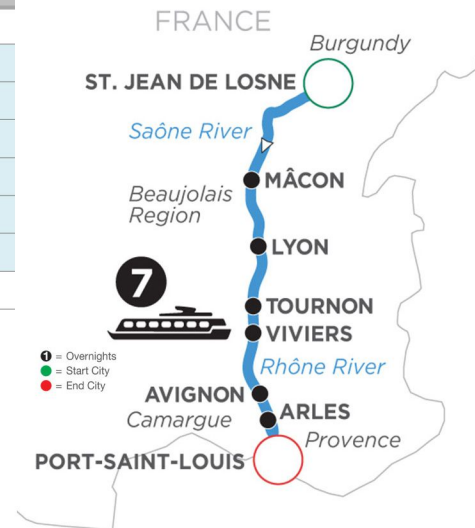 FRANCE
Burgundy
ST. JEAN DE LOSNE
Saône River
MÂCON
Beaujolais
Region
LYON
7
TOURNON
VIVIERS
1 = Overnights
= Start City
= End City
Rhône River
AVIGNON
ARLES
Camargue
Provence
PORT-SAINT-LOUIS